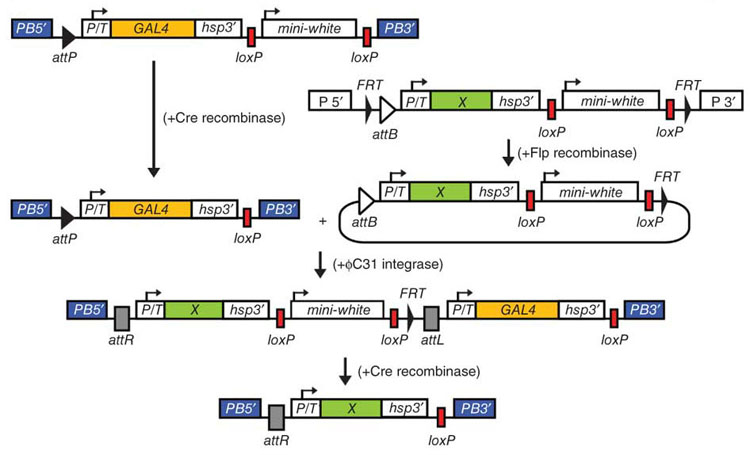 PB5′ P/T GAL4 hsp3′ mini-white PB3′
attP loxP loxP
FRT FRT
P 5′ P/T X hsp3′ mini-white P 3′
attB loxP loxP
(+Cre recombinase)
(+Flp recombinase)
FRT
P/T X hsp3′ mini-white
attB loxP loxP
PB5′ P/T GAL4 hsp3′ PB3′
attP loxP
+
(+ϕC31 integrase)
FRT
PB5′ P/T X hsp3′ mini-white P/T GAL4 hsp3′ PB3′
attR loxP loxP attL loxP
(+Cre recombinase)
PB5′ P/T X hsp3′ PB3′
attR loxP